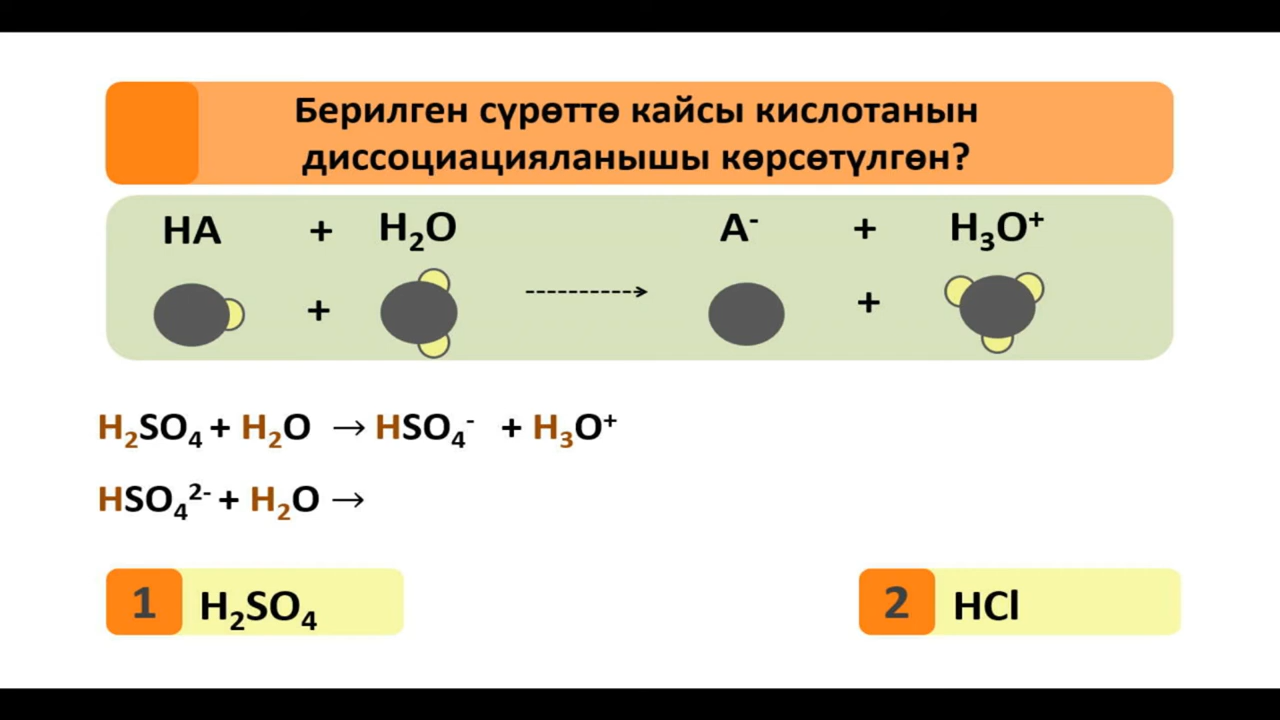 Берилген сүрөттө кайсы кислотанын
диссоциацияланышы көрсөтүлгөн?
HA + H₂O A⁻ + H₃O⁺
+ +
H₂SO₄ + H₂O → HSO₄⁻ + H₃O⁺
HSO₄²⁻ + H₂O →
1 H₂SO₄ 2 HCl